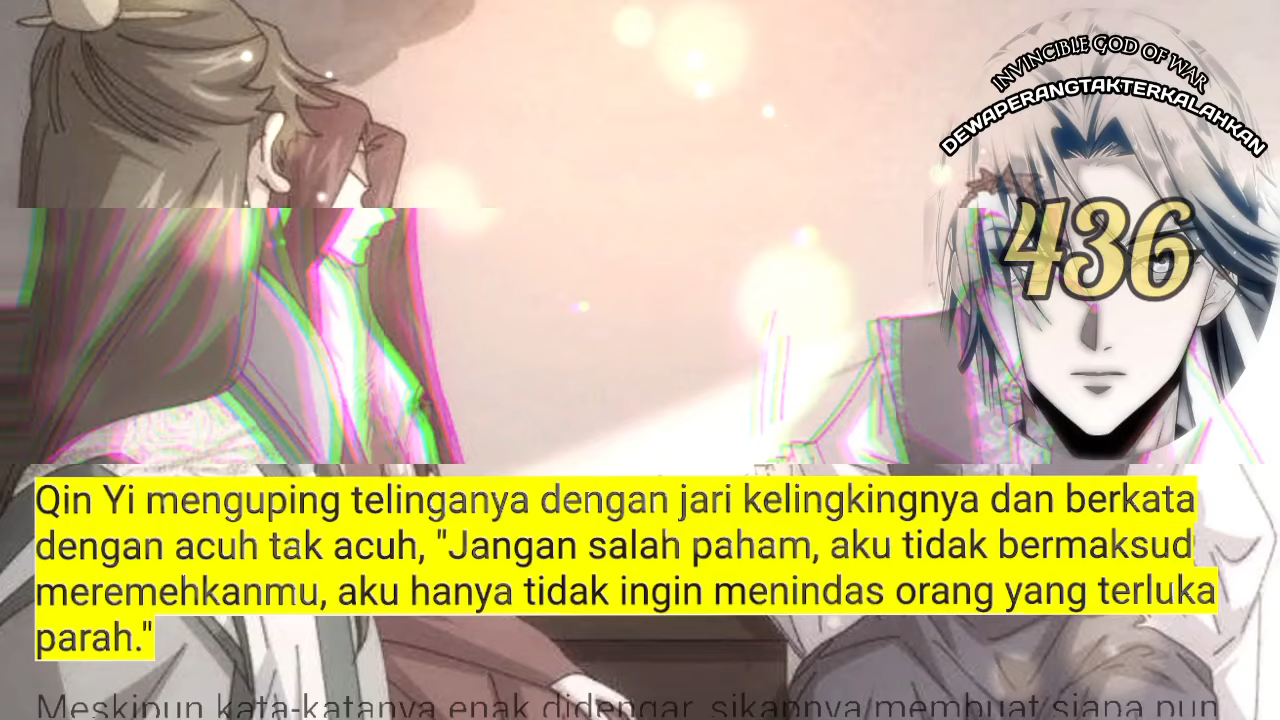 INVINCIBLE GOD OF WAR
DEWAPERANGTAKTERKALAHKAN
436
Qin Yi menguping telinganya dengan jari kelingkingnya dan berkata
dengan acuh tak acuh, "Jangan salah paham, aku tidak bermaksud
meremehkanmu, aku hanya tidak ingin menindas orang yang terluka
parah."
Meskipun kata-katanya enak didengar, sikapnya membuat siapa pun